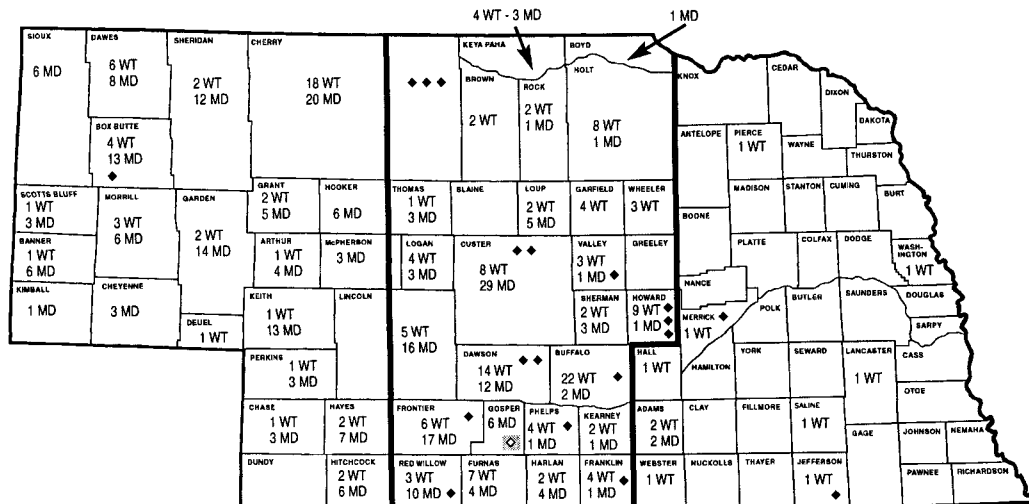 4 WT - 3 MD
1 MD
SIOUX
6 MD
DAWES
6 WT
8 MD
SHERIDAN
2 WT
12 MD
CHERRY
18 WT
20 MD
KEYA PAHA
BOYD
BROWN
2 WT
ROCK
2 WT
1 MD
HOLT
8 WT
1 MD
KNOX
CEDAR
DIXON
DAKOTA
BOX BUTTE
4 WT
13 MD
ANTELOPE
PIERCE
1 WT
WAYNE
THURSTON
SCOTTS BLUFF
1 WT
3 MD
MORRILL
3 WT
6 MD
GARDEN
2 WT
14 MD
GRANT
2 WT
5 MD
HOOKER
6 MD
THOMAS
1 WT
3 MD
BLAINE
LOUP
2 WT
5 MD
GARFIELD
4 WT
WHEELER
3 WT
MADISON
STANTON
CUMING
BURT
BOONE
BANNER
1 WT
6 MD
ARTHUR
1 WT
4 MD
McPHERSON
3 MD
LOGAN
4 WT
3 MD
CUSTER
8 WT
29 MD
VALLEY
3 WT
1 MD
GREELEY
PLATTE
COLFAX
DODGE
WASH-
INGTON
1 WT
KIMBALL
1 MD
CHEYENNE
3 MD
DEUEL
1 WT
KEITH
1 WT
13 MD
LINCOLN
5 WT
16 MD
SHERMAN
2 WT
3 MD
HOWARD
9 WT
1 MD
NANCE
MERRICK
1 WT
POLK
BUTLER
SAUNDERS
DOUGLAS
SARPY
PERKINS
1 WT
3 MD
DAWSON
14 WT
12 MD
BUFFALO
22 WT
2 MD
HALL
1 WT
HAMILTON
YORK
SEWARD
LANCASTER
1 WT
CASS
OTOE
CHASE
1 WT
3 MD
HAYES
2 WT
7 MD
FRONTIER
6 WT
17 MD
GOSPER
6 MD
PHELPS
4 WT
1 MD
KEARNEY
2 WT
1 MD
ADAMS
2 WT
2 MD
CLAY
FILLMORE
SALINE
1 WT
GAGE
JOHNSON
NEMAHA
DUNDY
HITCHCOCK
2 WT
6 MD
RED WILLOW
3 WT
10 MD
FURNAS
7 WT
4 MD
HARLAN
2 WT
4 MD
FRANKLIN
4 WT
1 MD
WEBSTER
1 WT
NUCKOLLS
THAYER
JEFFERSON
1 WT
PAWNEE
RICHARDSON